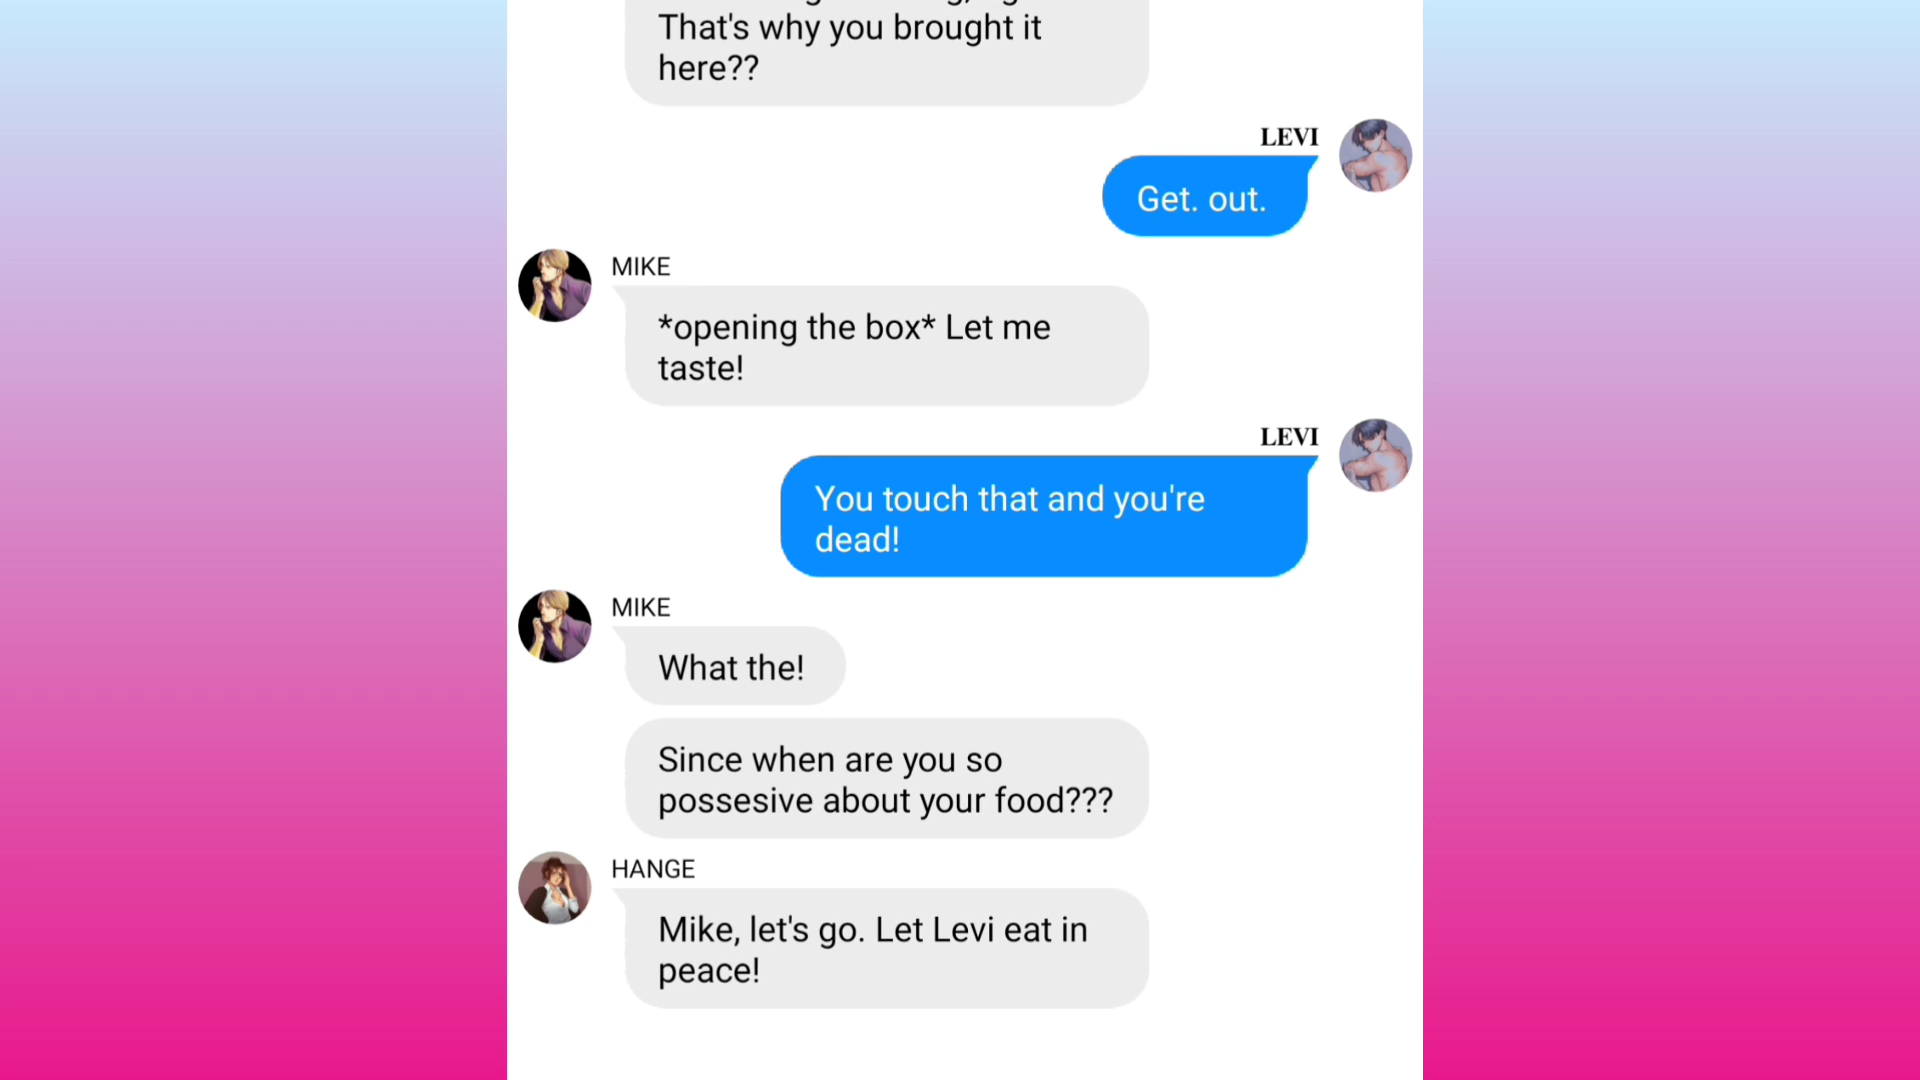 That's why you brought it
here??
LEVI
Get. out.
MIKE
*opening the box* Let me
taste!
LEVI
You touch that and you're
dead!
MIKE
What the!
Since when are you so
possesive about your food???
HANGE
Mike, let's go. Let Levi eat in
peace!